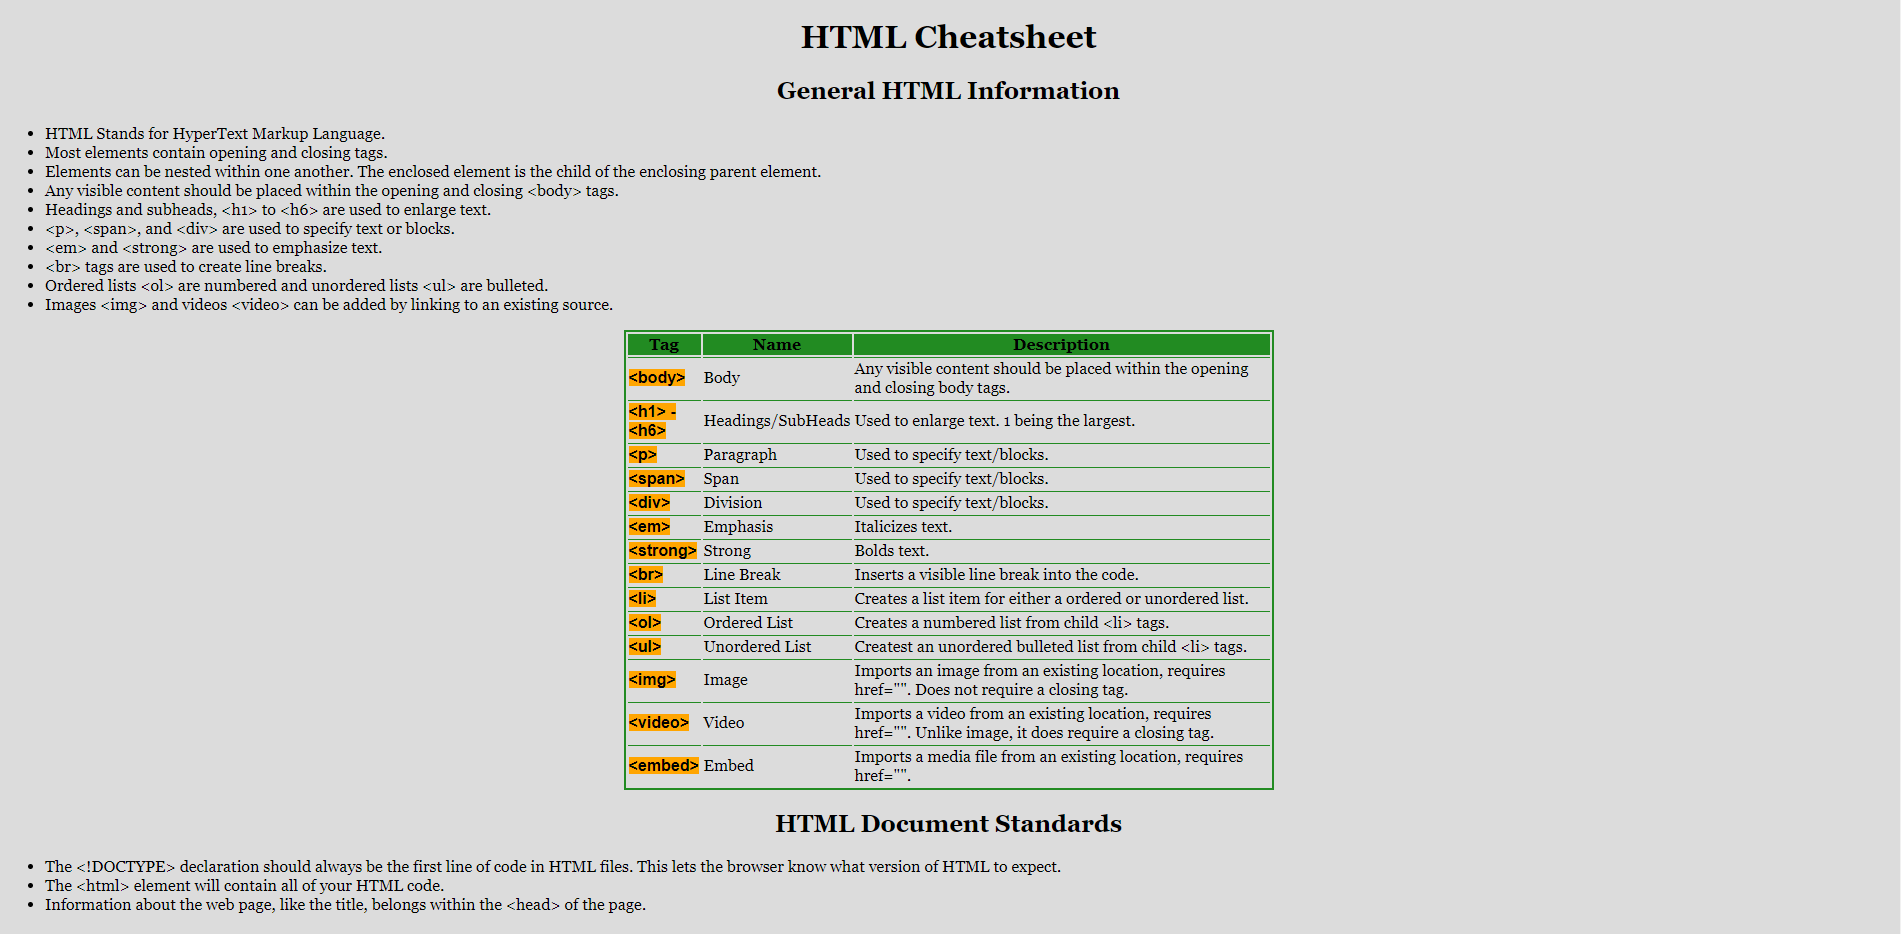 HTML Cheatsheet
General HTML Information
HTML Stands for HyperText Markup Language.
Most elements contain opening and closing tags.
Elements can be nested within one another. The enclosed element is the child of the enclosing parent element.
Any visible content should be placed within the opening and closing <body> tags.
Headings and subheads, <h1> to <h6> are used to enlarge text.
<p>, <span>, and <div> are used to specify text or blocks.
<em> and <strong> are used to emphasize text.
<br> tags are used to create line breaks.
Ordered lists <ol> are numbered and unordered lists <ul> are bulleted.
Images <img> and videos <video> can be added by linking to an existing source.
Tag Name Description
<body> Body Any visible content should be placed within the opening
and closing body tags.
<h1> -
<h6> Headings/SubHeads Used to enlarge text. 1 being the largest.
<p> Paragraph Used to specify text/blocks.
<span> Span Used to specify text/blocks.
<div> Division Used to specify text/blocks.
<em> Emphasis Italicizes text.
<strong> Strong Bolds text.
<br> Line Break Inserts a visible line break into the code.
<li> List Item Creates a list item for either a ordered or unordered list.
<ol> Ordered List Creates a numbered list from child <li> tags.
<ul> Unordered List Createst an unordered bulleted list from child <li> tags.
<img> Image Imports an image from an existing location, requires
href="". Does not require a closing tag.
<video> Video Imports a video from an existing location, requires
href="". Unlike image, it does require a closing tag.
<embed> Embed Imports a media file from an existing location, requires
href="".
HTML Document Standards
The <!DOCTYPE> declaration should always be the first line of code in HTML files. This lets the browser know what version of HTML to expect.
The <html> element will contain all of your HTML code.
Information about the web page, like the title, belongs within the <head> of the page.